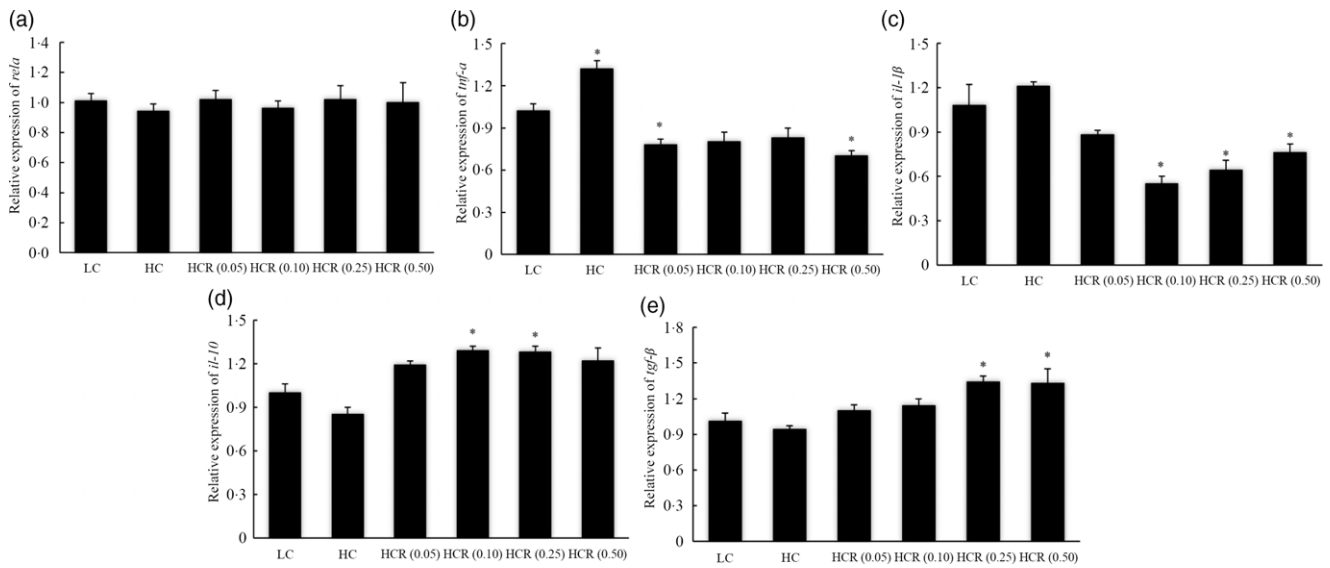 (a)
Relative expression of rela
1·4
1·2
1·0
0·8
0·6
0·4
0·2
0·0
LC HC HCR (0.05) HCR (0.10) HCR (0.25) HCR (0.50)
(b)
Relative expression of tnf-a
1·5
1·2
0·9
0·6
0·3
0
* * *
LC HC HCR (0.05) HCR (0.10) HCR (0.25) HCR (0.50)
(c)
Relative expression of il-1β
1·5
1·2
0·9
0·6
0·3
0
* * *
LC HC HCR (0.05) HCR (0.10) HCR (0.25) HCR (0.50)
(d)
Relative expression of il-10
1·5
1·2
0·9
0·6
0·3
0
* *
LC HC HCR (0.05) HCR (0.10) HCR (0.25) HCR (0.50)
(e)
Relative expression of tgf-β
1·8
1·5
1·2
0·9
0·6
0·3
0
* *
LC HC HCR (0.05) HCR (0.10) HCR (0.25) HCR (0.50)